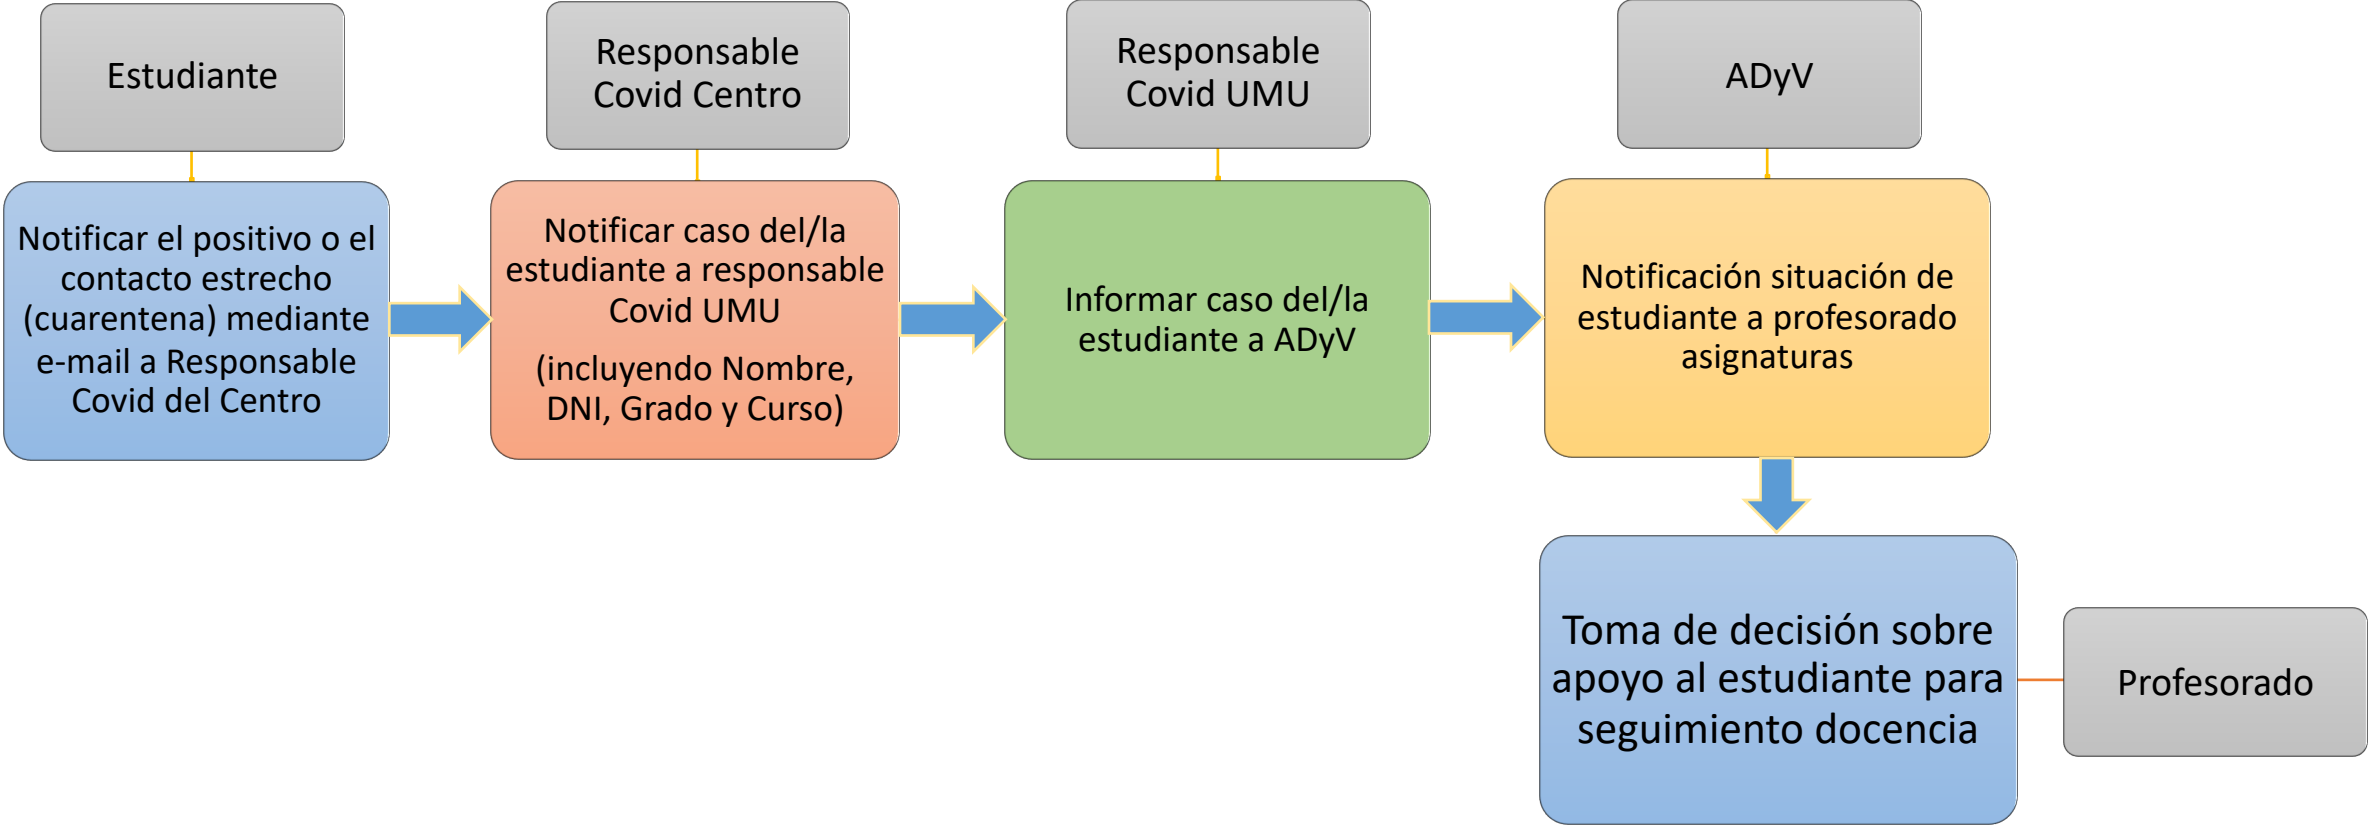 Estudiante
Notificar el positivo o el
contacto estrecho
(cuarentena) mediante
e-mail a Responsable
Covid del Centro
Responsable
Covid Centro
Notificar caso del/la
estudiante a responsable
Covid UMU
(incluyendo Nombre,
DNI, Grado y Curso)
Responsable
Covid UMU
Informar caso del/la
estudiante a ADyV
ADyV
Notificación situación de
estudiante a profesorado
asignaturas
Toma de decisión sobre
apoyo al estudiante para
seguimiento docencia
Profesorado